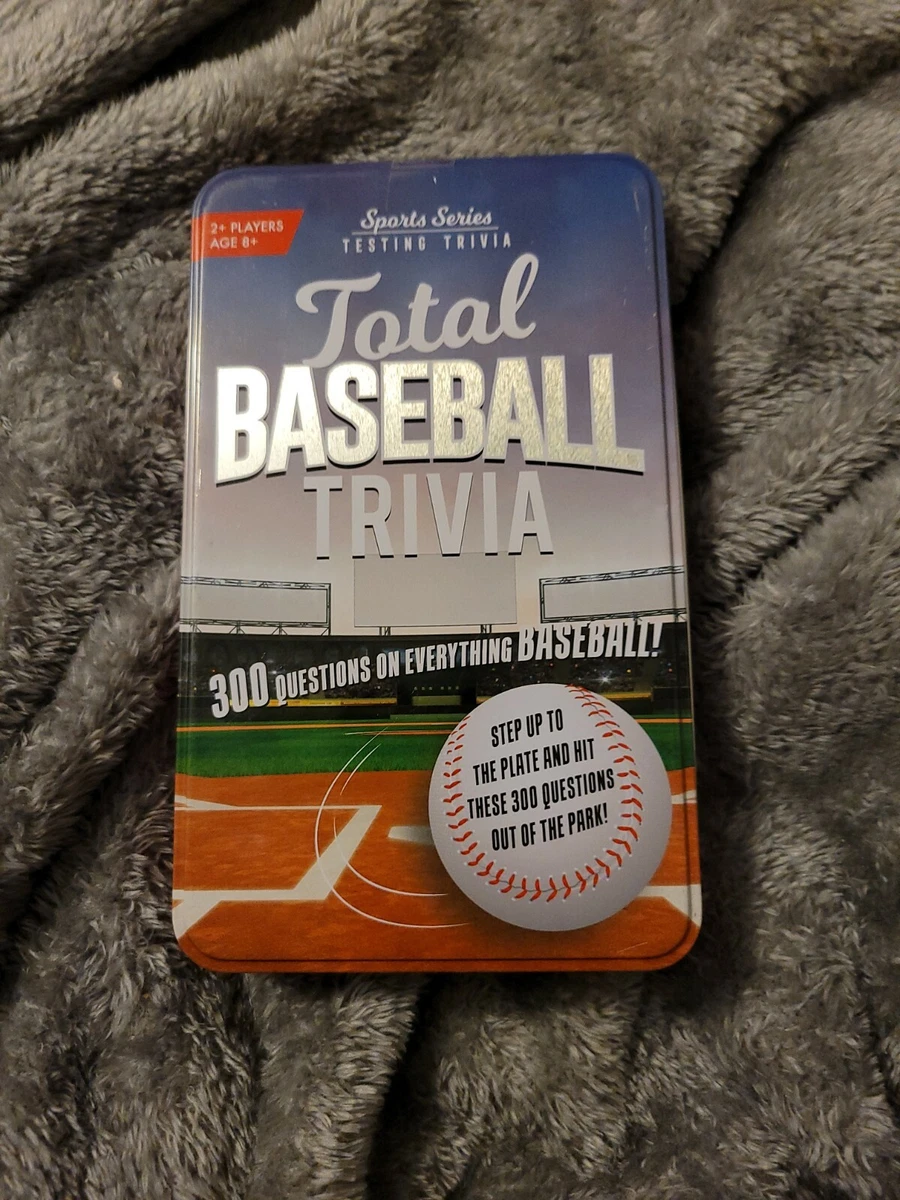 2+ PLAYERS
AGE 8+
Sports Series
TESTING TRIVIA
Total
BASEBALL
TRIVIA
300 QUESTIONS ON EVERYTHING BASEBALL!
STEP UP TO
THE PLATE AND HIT
THESE 300 QUESTIONS
OUT OF THE PARK!